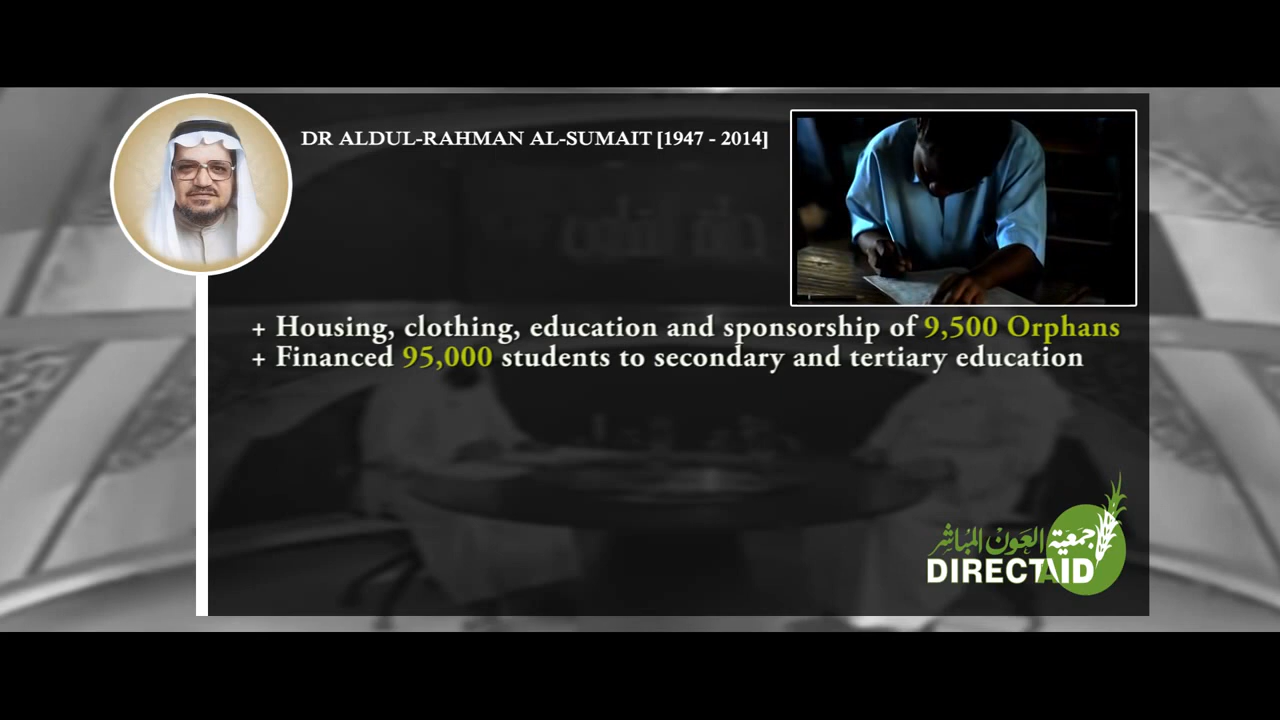 DR ALDUL-RAHMAN AL-SUMAIT [1947 - 2014]
+ Housing, clothing, education and sponsorship of 9,500 Orphans
+ Financed 95,000 students to secondary and tertiary education
جمعية العون المباشر
DIRECTAID